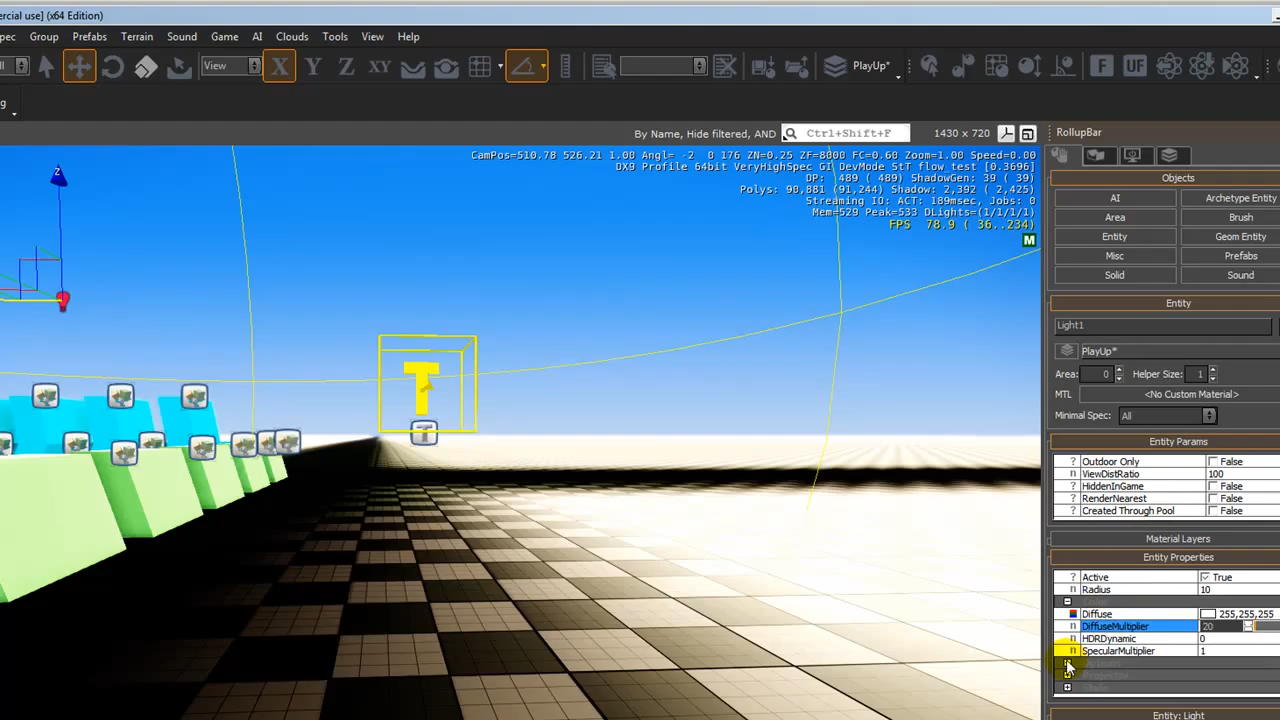 ercial use] (x64 Edition)
pec Group Prefabs Terrain Sound Game AI Clouds Tools View Help
View X Y Z XY PlayUp* F UF
g
By Name, Hide filtered, AND Ctrl+Shift+F 1430 x 720
RollupBar
CamPos=510.78 526.21 1.00 Angl= -2 0 176 ZN=0.25 ZF=8000 FC=0.60 Zoom=1.00 Speed=0.00
DX9 Profile 64bit VeryHighSpec GI DevMode StT flow_test [0.3696]
DP: 489 ( 489) ShadowGen: 39 ( 39)
Polys: 90,881 (91,244) Shadow: 2,392 ( 2,425)
Streaming IO: ACT: 189msec, Jobs: 0
Mem=529 Peak=533 DLights=(1/1/1)
FPS 78.9 ( 36..234)
M
Z
T
T
Objects
AI Archetype Entity
Area Brush
Entity Geom Entity
Misc Prefabs
Solid Sound
Entity
Light1
PlayUp*
Area: 0 Helper Size: 1
MTL <No Custom Material>
Minimal Spec: All
Entity Params
? Outdoor Only False
n ViewDistRatio 100
? HiddenInGame False
n RenderNearest False
? Created Through Pool False
Material Layers
Entity Properties
? Active True
n Radius 10
Diffuse 255,255,255
n DiffuseMultiplier 20
n HDRDynamic 0
n SpecularMultiplier 1
Projector
Entity: Light